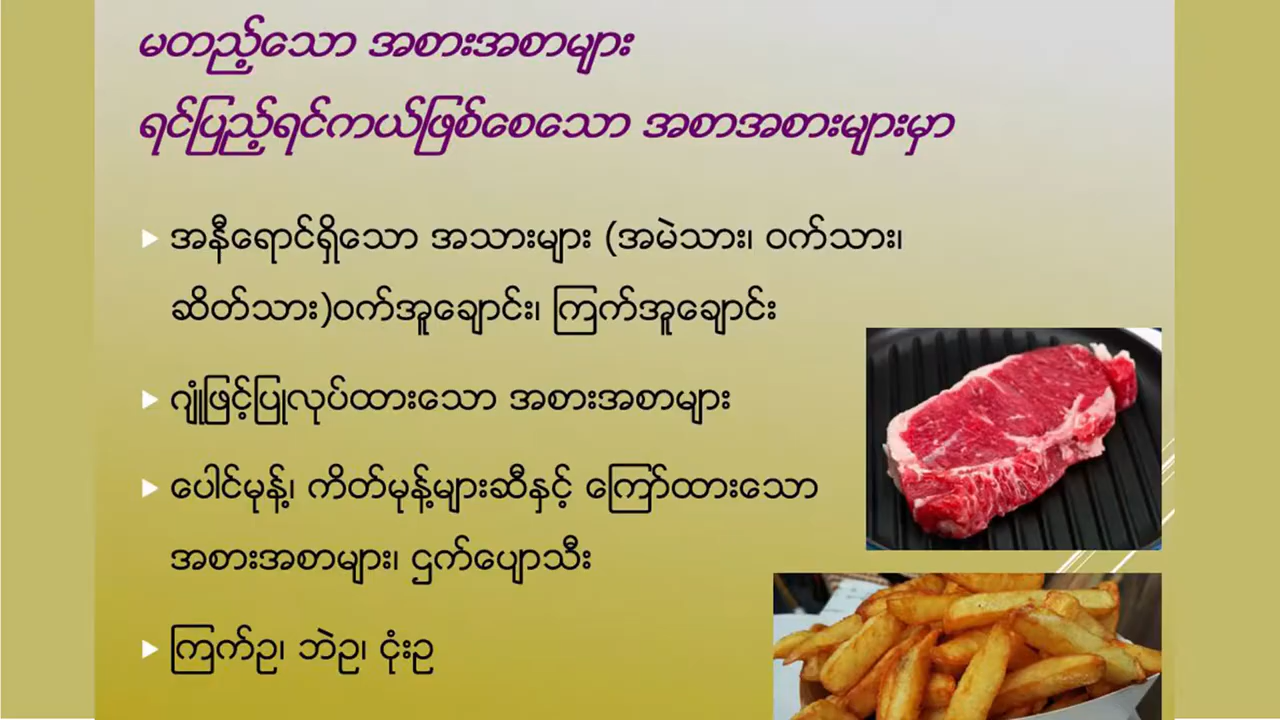 မတည့်သော အစားအစာများ
ရင်ပြည့်ရင်ကယ်ဖြစ်စေသော အစာအစားများမှာ
အနီရောင်ရှိသော အသားများ (အမဲသား၊ ဝက်သား၊
ဆိတ်သား)ဝက်အူချောင်း၊ ကြက်အူချောင်း
ဂျုံဖြင့်ပြုလုပ်ထားသော အစားအစာများ
ပေါင်မုန့်၊ ကိတ်မုန့်များဆီနှင့် ကြော်ထားသော
အစားအစာများ၊ ငှက်ပျောသီး
ကြက်ဥ၊ ဘဲဥ၊ ငုံးဥ